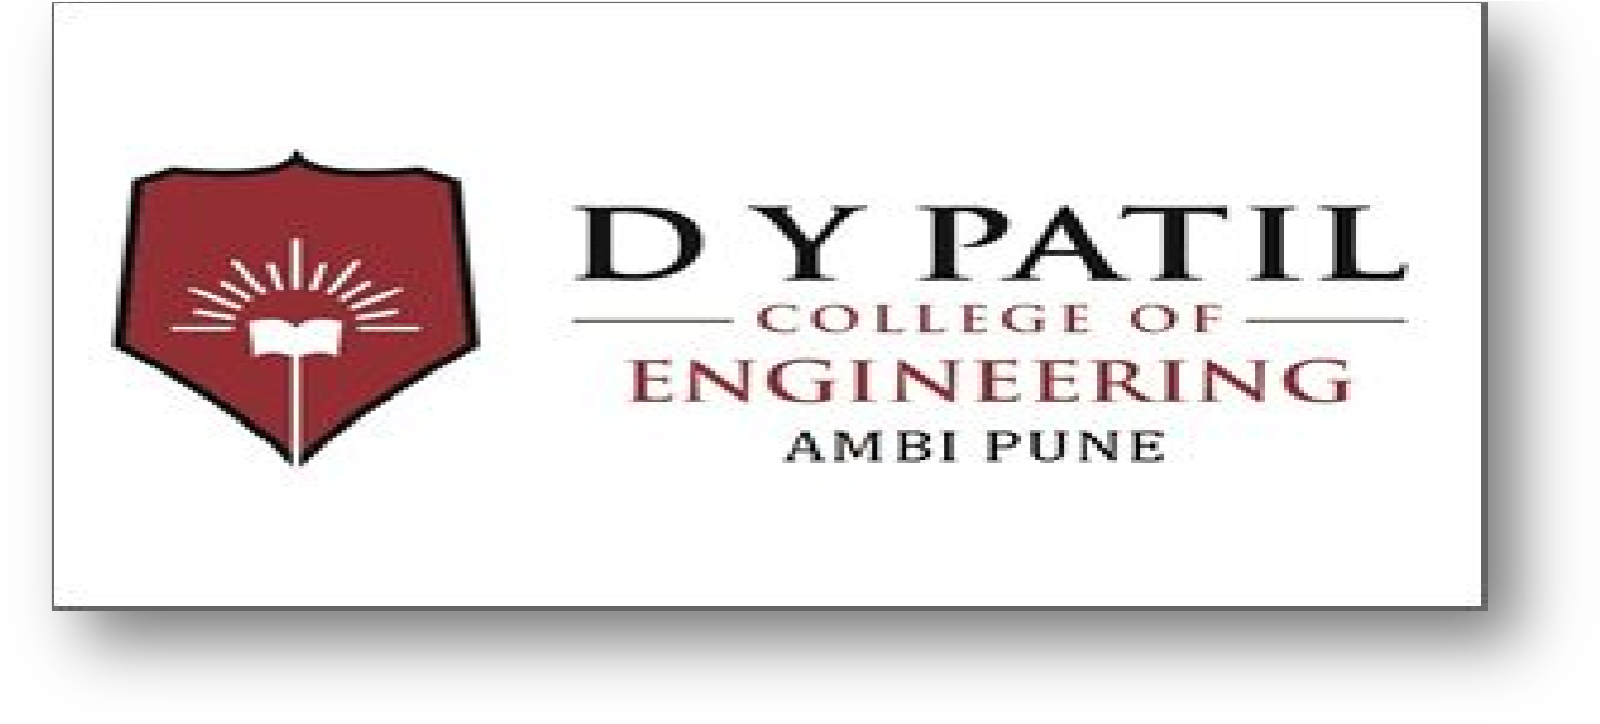 D Y PATIL
COLLEGE OF
ENGINEERING
AMBI PUNE